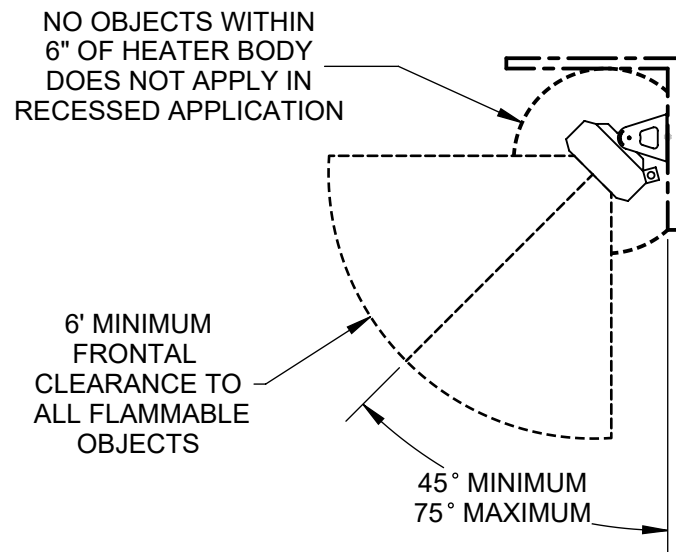 NO OBJECTS WITHIN
6" OF HEATER BODY
DOES NOT APPLY IN
RECESSED APPLICATION
6' MINIMUM
FRONTAL
CLEARANCE TO
ALL FLAMMABLE
OBJECTS
45° MINIMUM
75° MAXIMUM